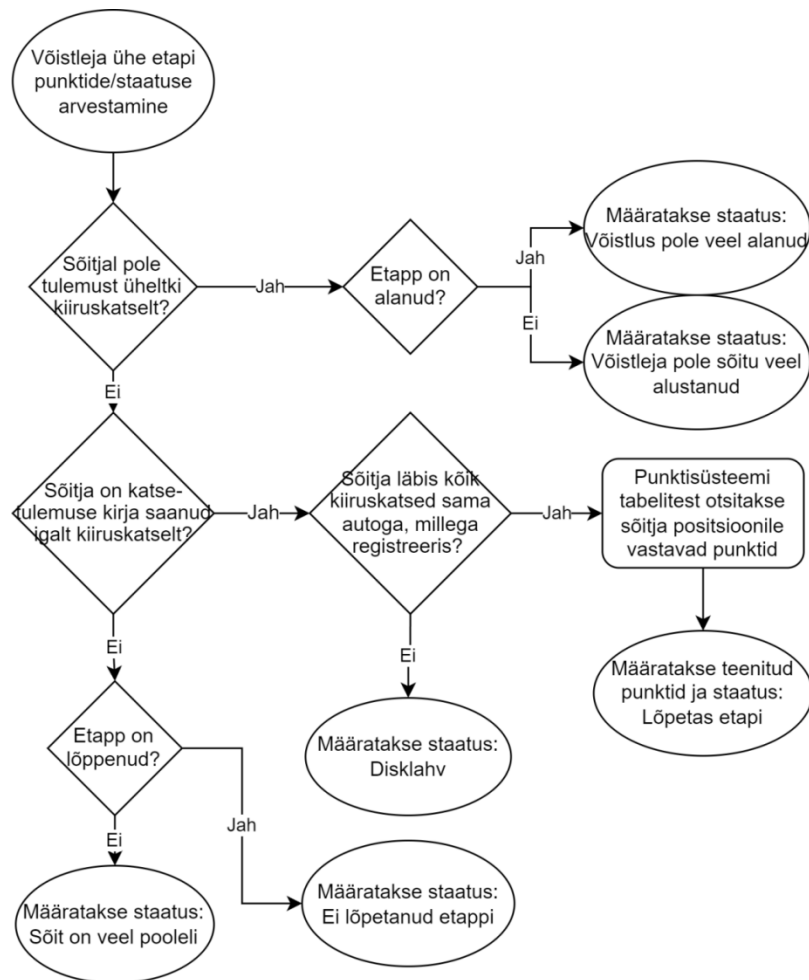 Võistleja ühe etapi
punktide/staatuse
arvestamine
Sõitjal pole
tulemust üheltki
kiiruskatselt?
Jah
Etapp on
alanud?
Jah
Määratakse staatus:
Võistlus pole veel alanud
Ei
Määratakse staatus:
Võistleja pole sõitu veel
alustanud
Ei
Sõitja on katse-
tulemuse kirja saanud
igalt kiiruskatselt?
Jah
Sõitja läbis kõik
kiiruskatsed sama
autoga, millega
registreeris?
Jah
Punktisüsteemi
tabelitest otsitakse
sõitja positsioonile
vastavad punktid
Määratakse teenitud
punktid ja staatus:
Lõpetas etapi
Ei
Määratakse staatus:
Disklahv
Ei
Etapp on
lõppenud?
Jah
Määratakse staatus:
Ei lõpetanud etappi
Ei
Määratakse staatus:
Sõit on veel pooleli